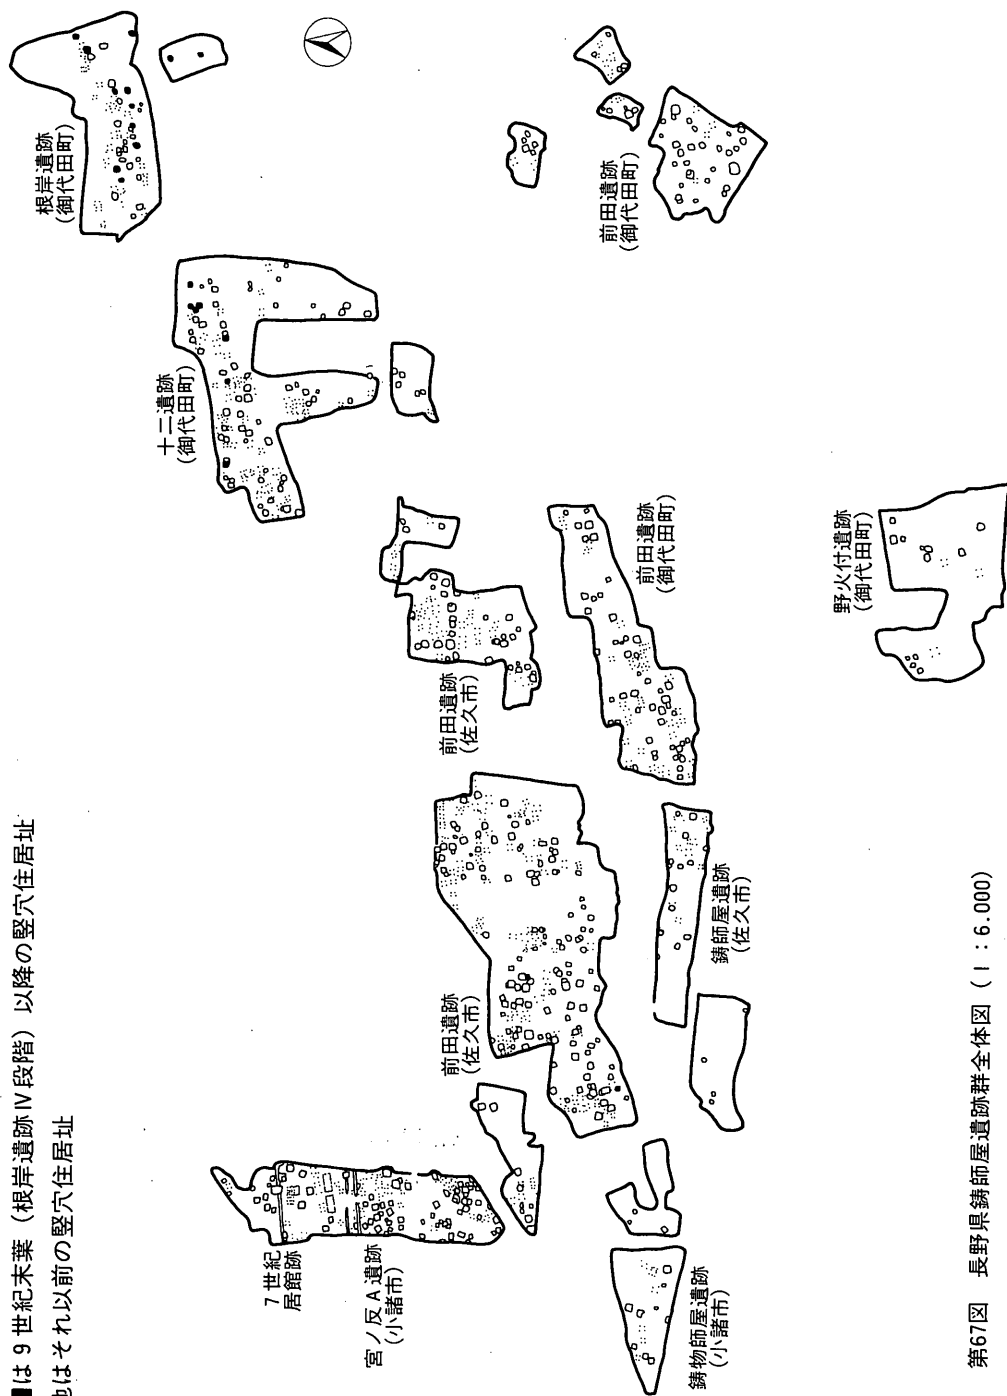 ■は9世紀末葉（根岸遺跡Ⅳ段階）以降の竪穴住居址
他はそれ以前の竪穴住居址
根岸遺跡
（御代田町）
十二遺跡
（御代田町）
前田遺跡
（御代田町）
前田遺跡
（佐久市）
前田遺跡
（御代田町）
野火付遺跡
（御代田町）
前田遺跡
（佐久市）
鋳師屋遺跡
（佐久市）
7世紀
居館跡
宮ノ反A遺跡
（小諸市）
鋳物師屋遺跡
（小諸市）
第67図　長野県鋳師屋遺跡群全体図（1：6.000）